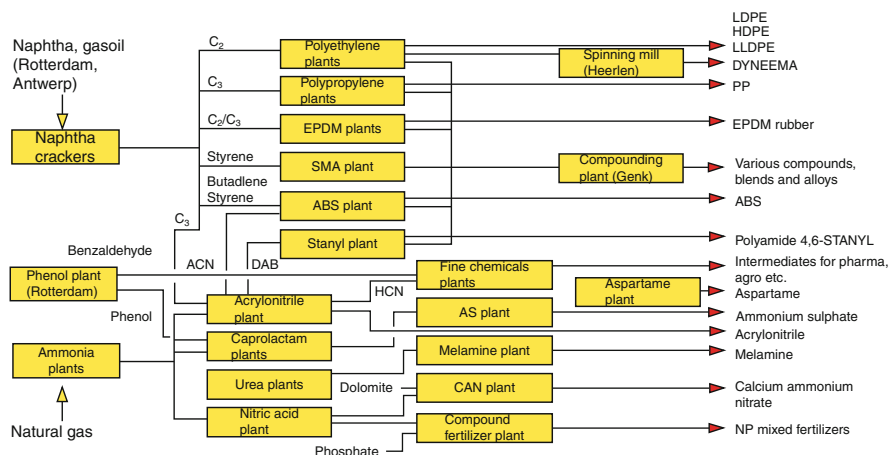 LDPE
HDPE
LLDPE
DYNEEMA
Naphtha, gasoil
(Rotterdam,
Antwerp)
C2
Polyethylene
plants
Spinning mill
(Heerlen)
C3
Polypropylene
plants
PP
Naphtha
crackers
C2/C3
EPDM plants
EPDM rubber
Styrene
SMA plant
Compounding
plant (Genk)
Various compounds,
blends and alloys
Butadlene
Styrene
ABS plant
ABS
C3
Stanyl plant
Polyamide 4,6-STANYL
Benzaldehyde
ACN
DAB
Phenol plant
(Rotterdam)
Fine chemicals
plants
Intermediates for pharma,
agro etc.
HCN
Aspartame
plant
Aspartame
Phenol
Acrylonitrile
plant
AS plant
Ammonium sulphate
Acrylonitrile
Caprolactam
plants
Melamine plant
Melamine
Ammonia
plants
Urea plants
Dolomite
CAN plant
Calcium ammonium
nitrate
Nitric acid
plant
Compound
fertilizer plant
NP mixed fertilizers
Natural gas
Phosphate